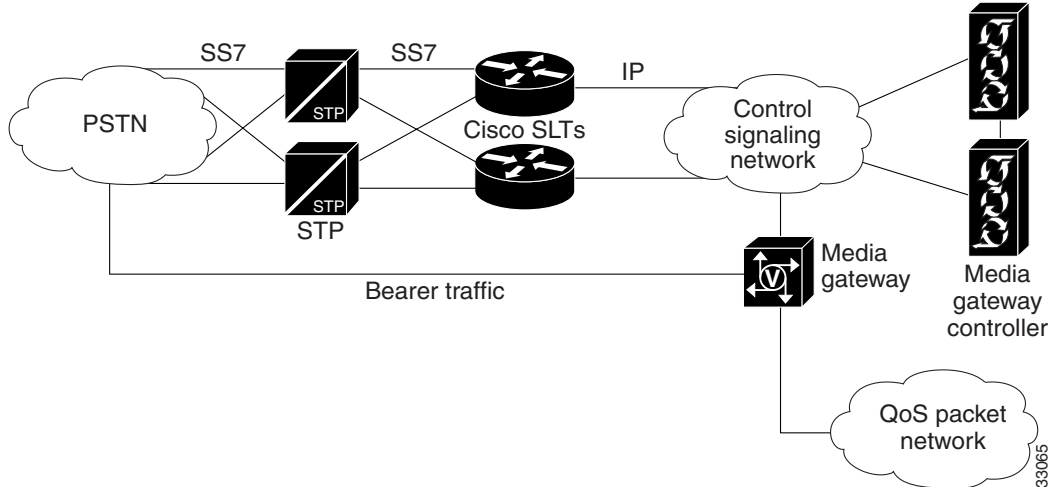 SS7
SS7
IP
PSTN
STP
Cisco SLTs
Control
signaling
network
STP
STP
Media
gateway
Bearer traffic
Media
gateway
controller
V
QoS packet
network
33065